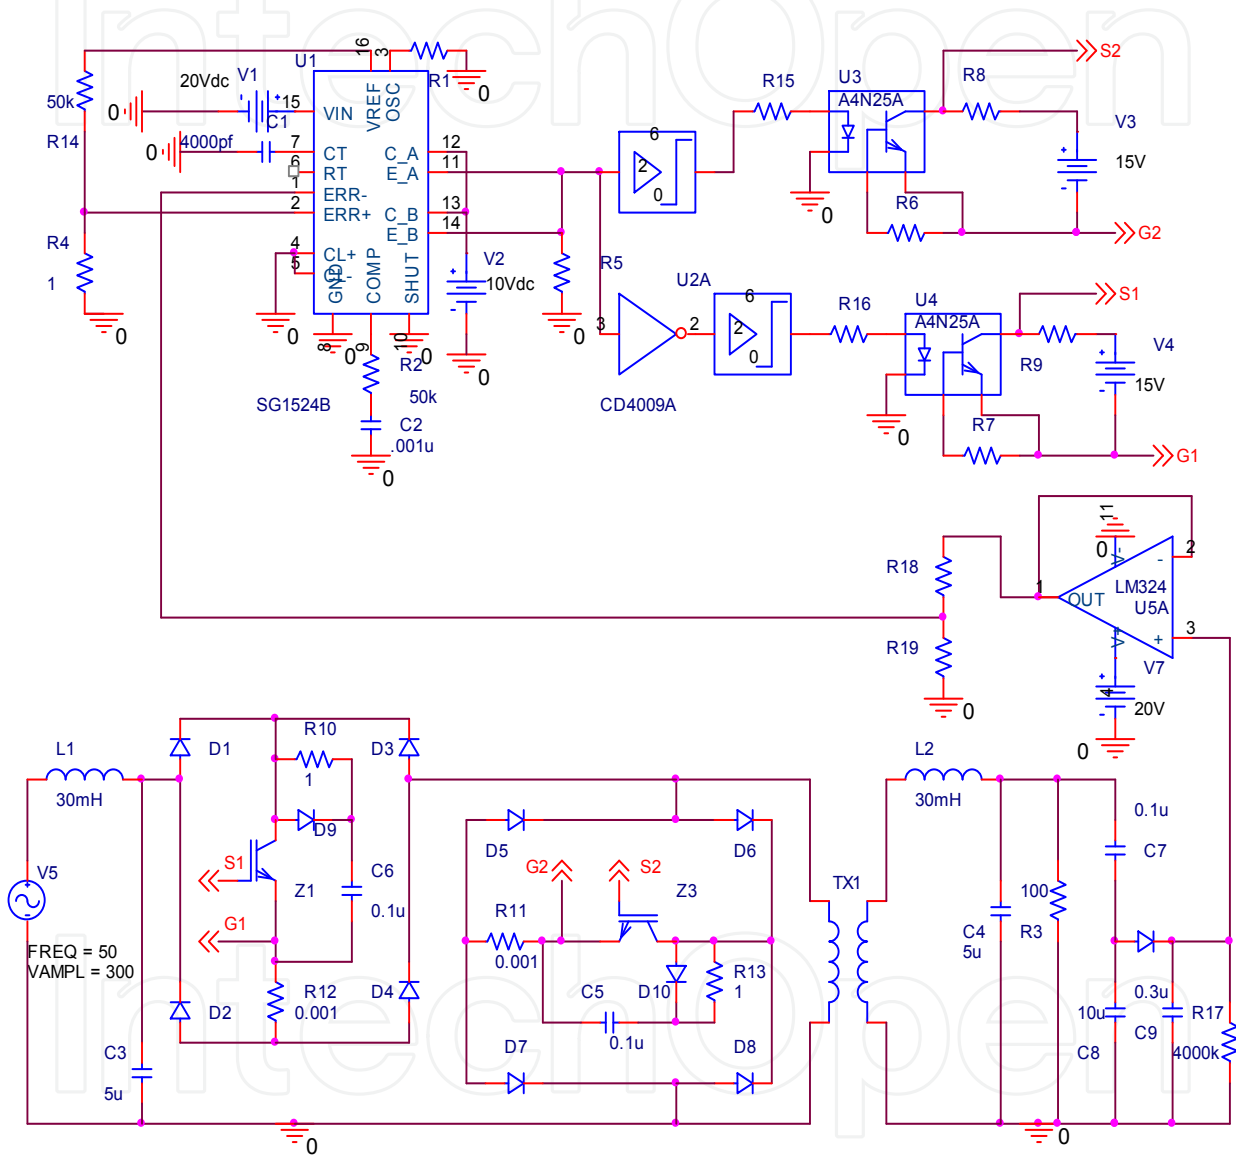 IntechOpen
16
3
U1
R1
0
20Vdc
V1
15
VIN
VREF
OSC
50k
R14
0
C1
0
4000pf
7
CT
6
RT
1
ERR-
2
ERR+
C_A
12
E_A
11
C_B
13
E_B
14
4
CL+
5
CL-
GND
COMP
SHUT
8
0
9
10
0
R4
1
0
0
V2
10Vdc
0
R2
50k
SG1524B
C2
.001u
0
R5
0
6
2
0
R15
U3
A4N25A
0
R6
S2
R8
V3
15V
G2
U2A
3
2
CD4009A
6
2
0
R16
U4
A4N25A
0
R7
S1
R9
V4
15V
G1
R18
R19
0
11
0
V-
2
-
LM324
U5A
1
OUT
V+
+
3
V7
4
20V
0
L1
30mH
D1
R10
1
D3
D9
S1
Z1
C6
0.1u
G1
V5
FREQ = 50
VAMPL = 300
D2
R12
0.001
D4
C3
5u
0
D5
D6
G2
S2
Z3
R11
0.001
C5
0.1u
D10
R13
1
D7
D8
TX1
L2
30mH
C4
5u
100
R3
0.1u
C7
10u
C8
0.3u
C9
R17
4000k
0
IntechOpen